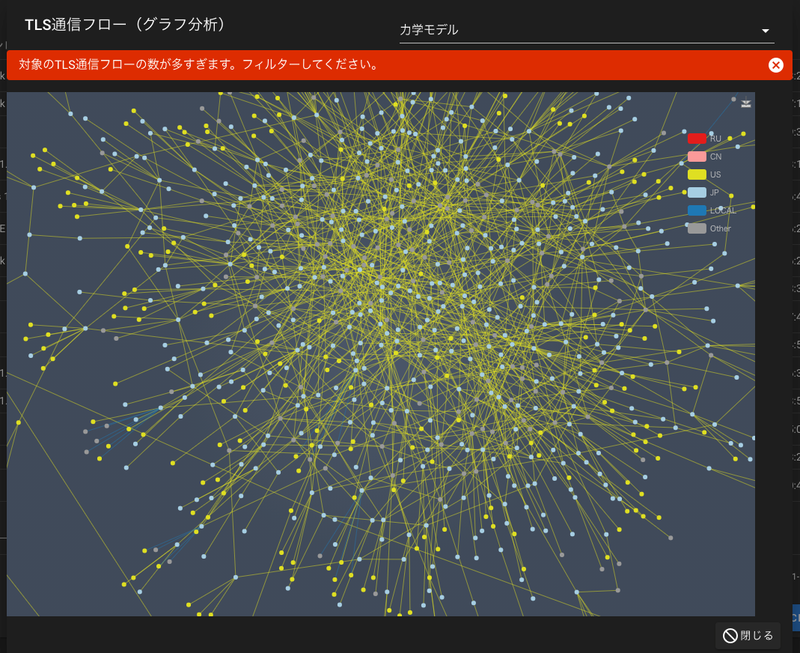 TLS通信フロー（グラフ分析）
力学モデル
対象のTLS通信フローの数が多すぎます。フィルターしてください。
RU
CN
US
JP
LOCAL
Other
閉じる